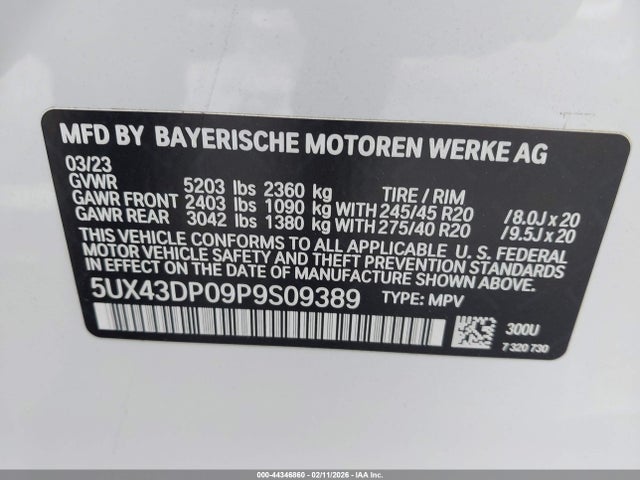 MFD BY BAYERISCHE MOTOREN WERKE AG
03/23
GVWR 5203 lbs 2360 kg TIRE / RIM
GAWR FRONT 2403 lbs 1090 kg WITH 245/45 R20 /8.0J x 20
GAWR REAR 3042 lbs 1380 kg WITH 275/40 R20 /9.5J x 20
THIS VEHICLE CONFORMS TO ALL APPLICABLE U. S. FEDERAL
MOTOR VEHICLE SAFETY AND THEFT PREVENTION STANDARDS
IN EFFECT ON THE DATE OF MANUFACTURE SHOWN ABOVE.
5UX43DP09P9S09389 TYPE: MPV
300U
7 320 730
000-44346860 - 02/11/2026 - IAA Inc.